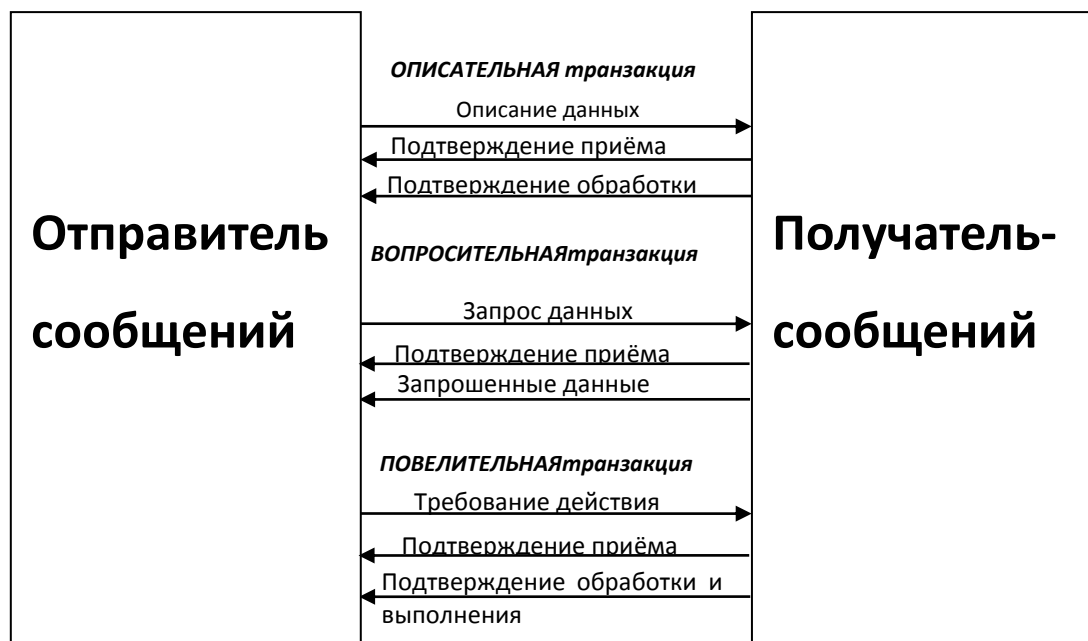 ОПИСАТЕЛЬНАЯ транзакция
Описание данных
Подтверждение приёма
Подтверждение обработки
Отправитель
сообщений
Получатель-
сообщений
ВОПРОСИТЕЛЬНАЯтранзакция
Запрос данных
Подтверждение приёма
Запрошенные данные
ПОВЕЛИТЕЛЬНАЯтранзакция
Требование действия
Подтверждение приёма
Подтверждение обработки и
выполнения